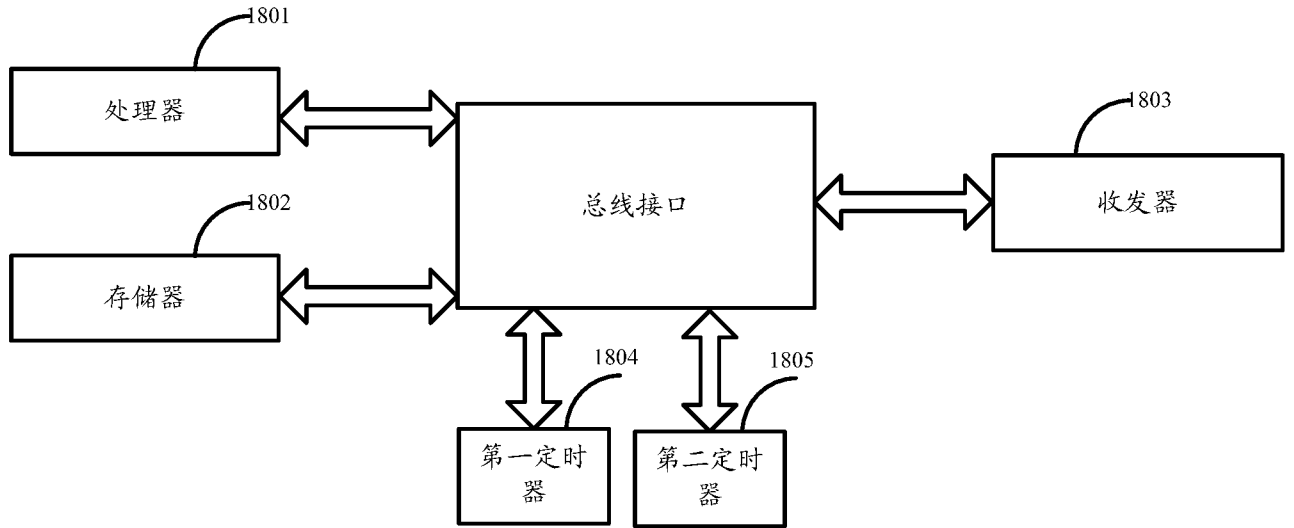 1801
处理器
1803
总线接口
收发器
1802
存储器
1804
1805
第一定时
器
第二定时
器